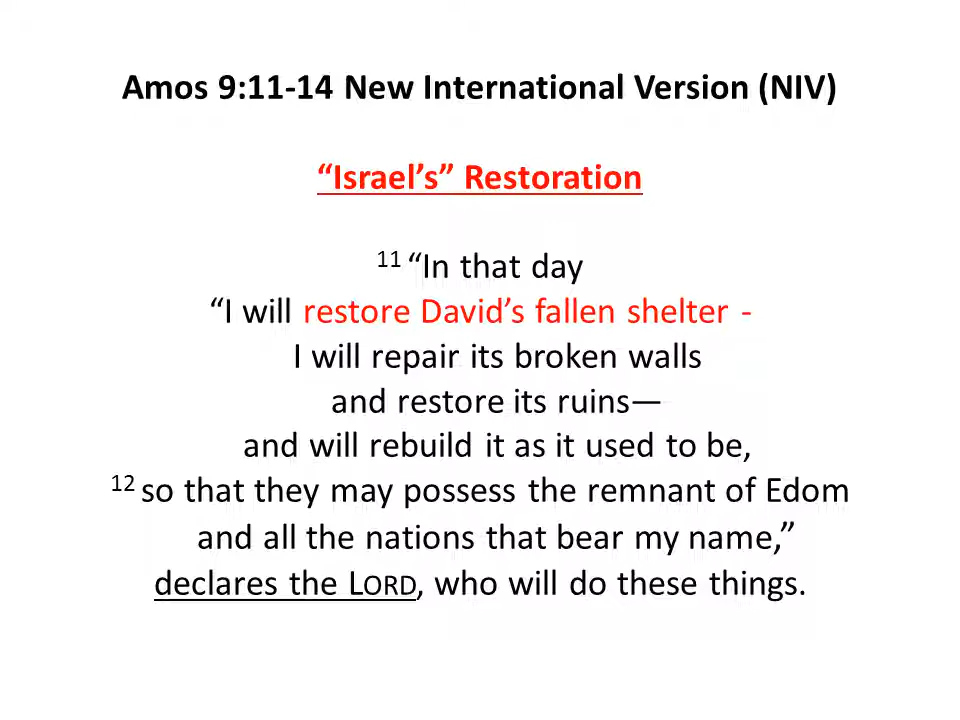 Amos 9:11-14 New International Version (NIV)
“Israel’s” Restoration
11 “In that day
“I will restore David’s fallen shelter -
I will repair its broken walls
and restore its ruins—
and will rebuild it as it used to be,
12 so that they may possess the remnant of Edom
and all the nations that bear my name,”
declares the LORD, who will do these things.